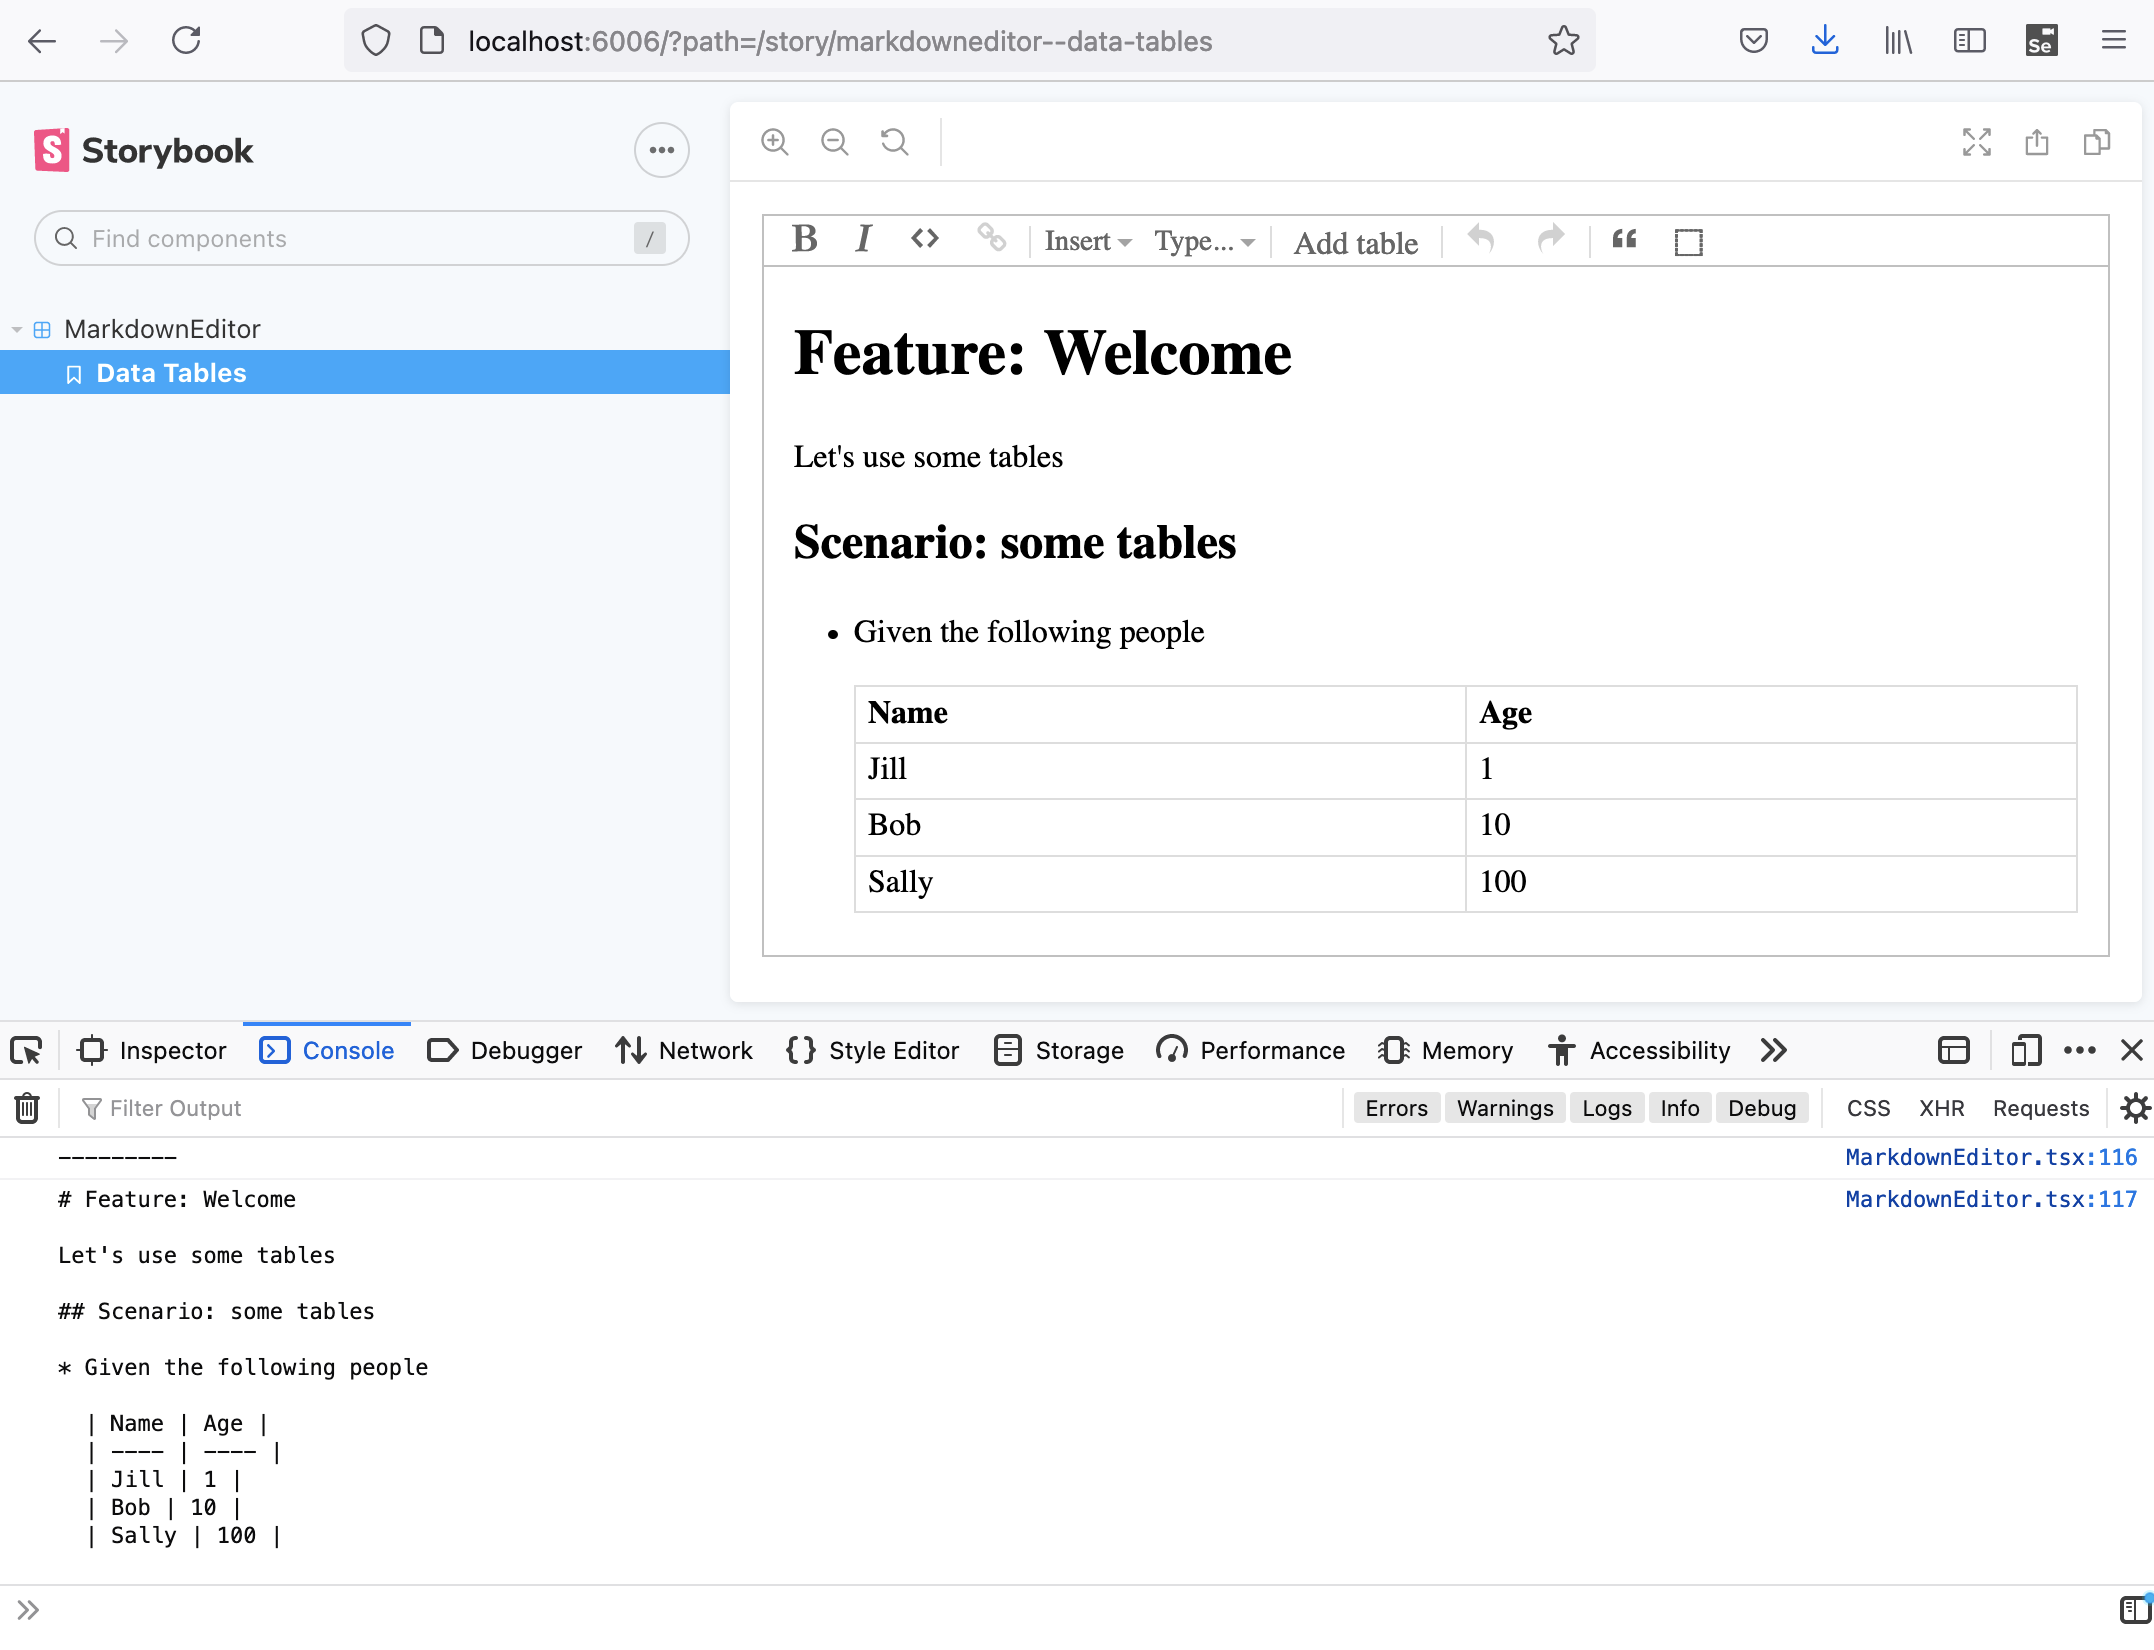 localhost:6006/?path=/story/markdowneditor--data-tables
Se
S Storybook
Find components /
MarkdownEditor
Data Tables
B I <> Insert Type... Add table “
Feature: Welcome
Let's use some tables
Scenario: some tables
• Given the following people
Name Age
Jill 1
Bob 10
Sally 100
Inspector Console Debugger Network {} Style Editor Storage Performance Memory Accessibility
Filter Output Errors Warnings Logs Info Debug CSS XHR Requests
--------- MarkdownEditor.tsx:116
# Feature: Welcome MarkdownEditor.tsx:117
Let's use some tables
## Scenario: some tables
* Given the following people
| Name | Age |
| ---- | ---- |
| Jill | 1 |
| Bob | 10 |
| Sally | 100 |